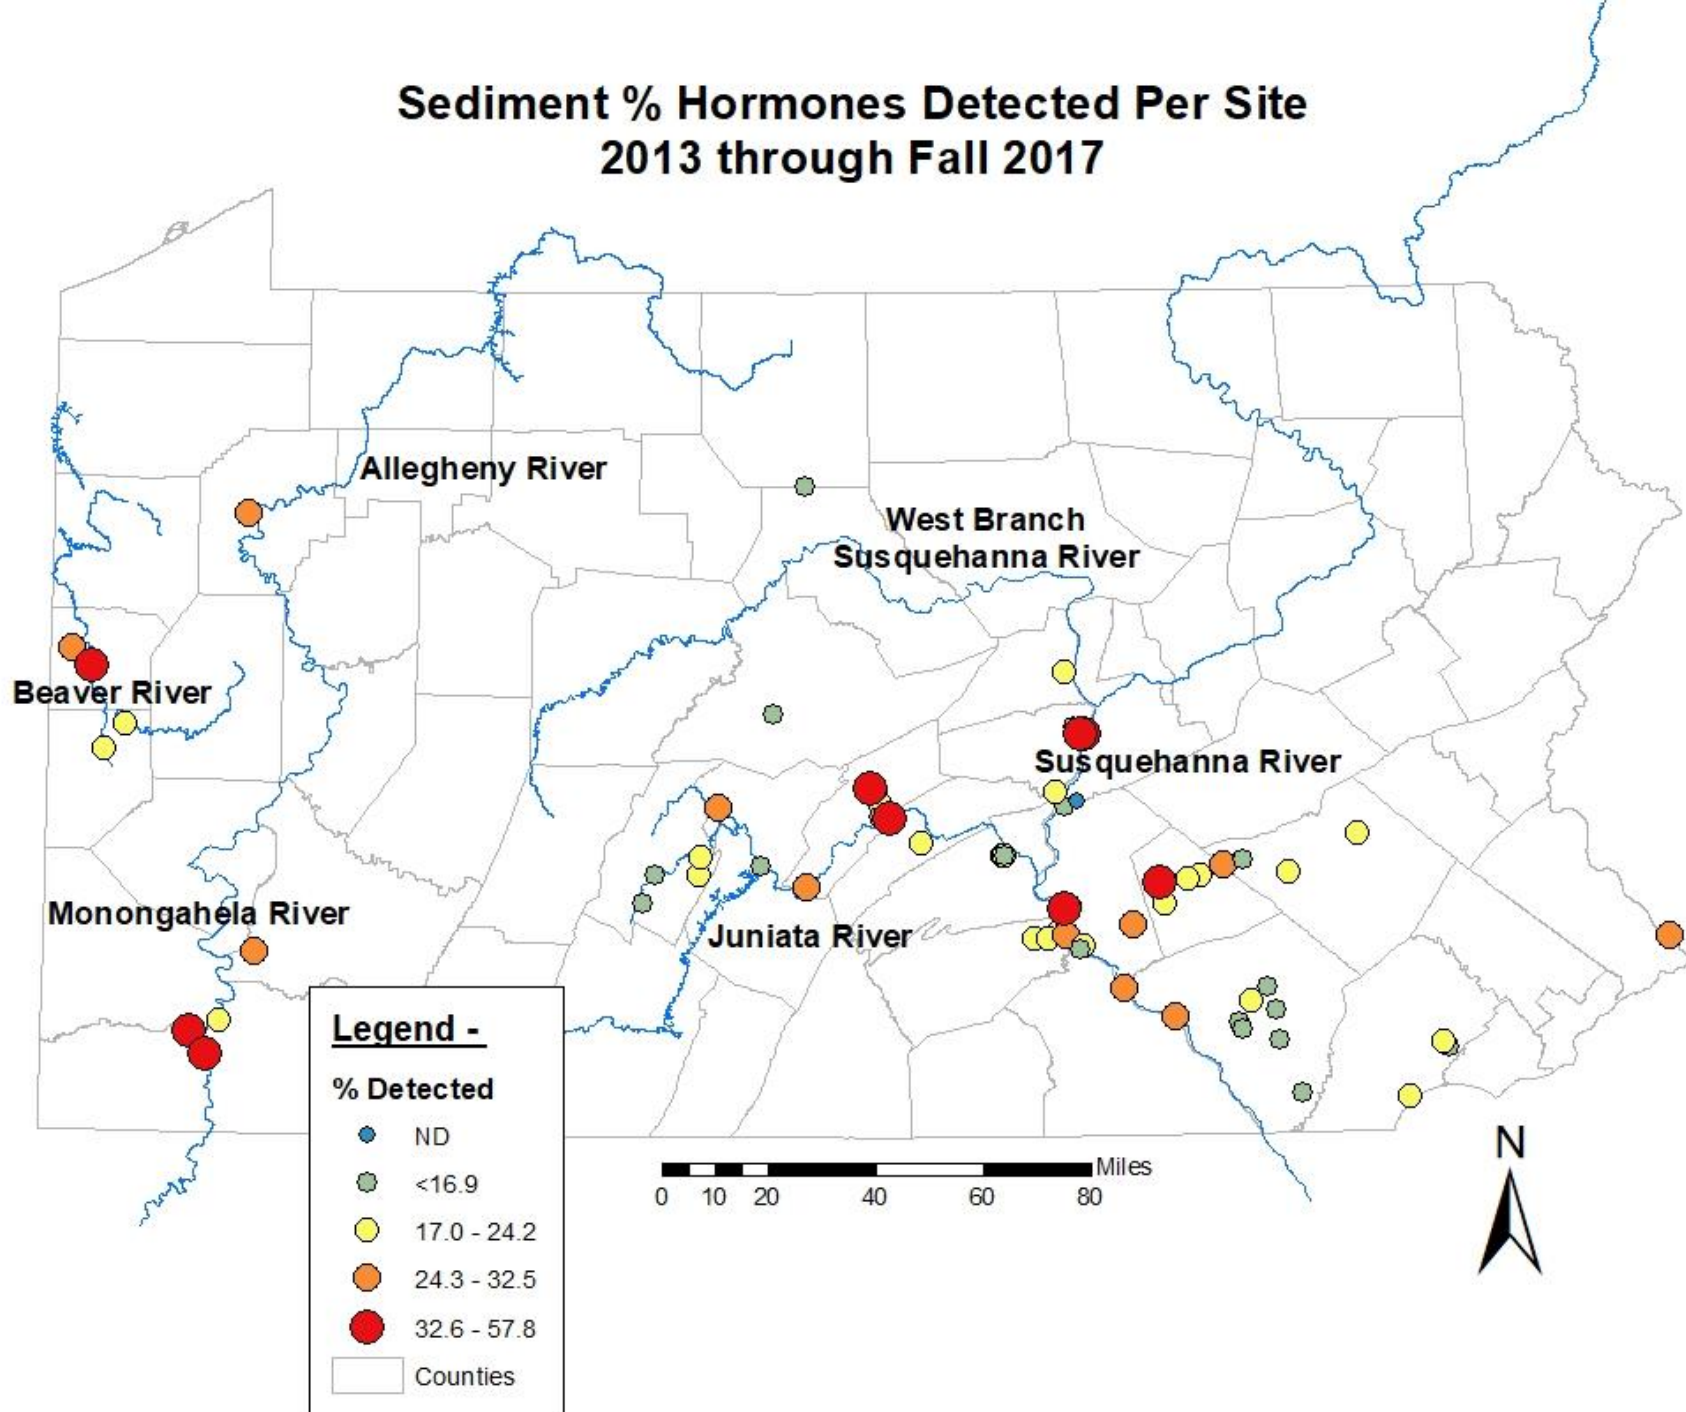 Sediment % Hormones Detected Per Site
2013 through Fall 2017
Allegheny River
West Branch
Susquehanna River
Beaver River
Susquehanna River
Monongahela River
Juniata River
Legend -
% Detected
ND
<16.9
17.0 - 24.2
24.3 - 32.5
32.6 - 57.8
Counties
Miles
0 10 20 40 60 80
N